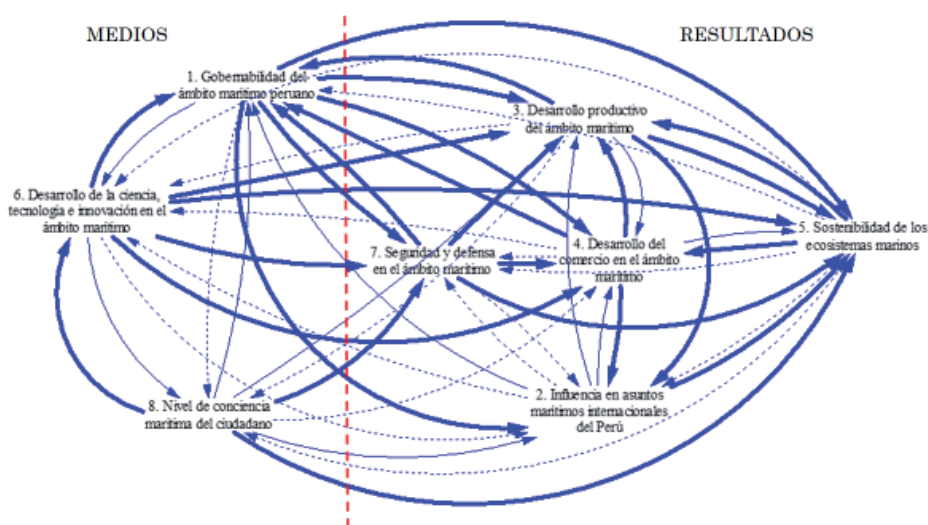 MEDIOS
RESULTADOS
1. Gobernabilidad del
ámbito marítimo peruano
3. Desarrollo productivo
del ámbito marítimo
6. Desarrollo de la ciencia,
tecnología e innovación en el
ámbito marítimo
7. Seguridad y defensa
en el ámbito marítimo
4. Desarrollo del
comercio en el ámbito
marítimo
5. Sostenibilidad de los
ecosistemas marinos
8. Nivel de conciencia
marítima del ciudadano
2. Influencia en asuntos
marítimos internacionales
del Perú